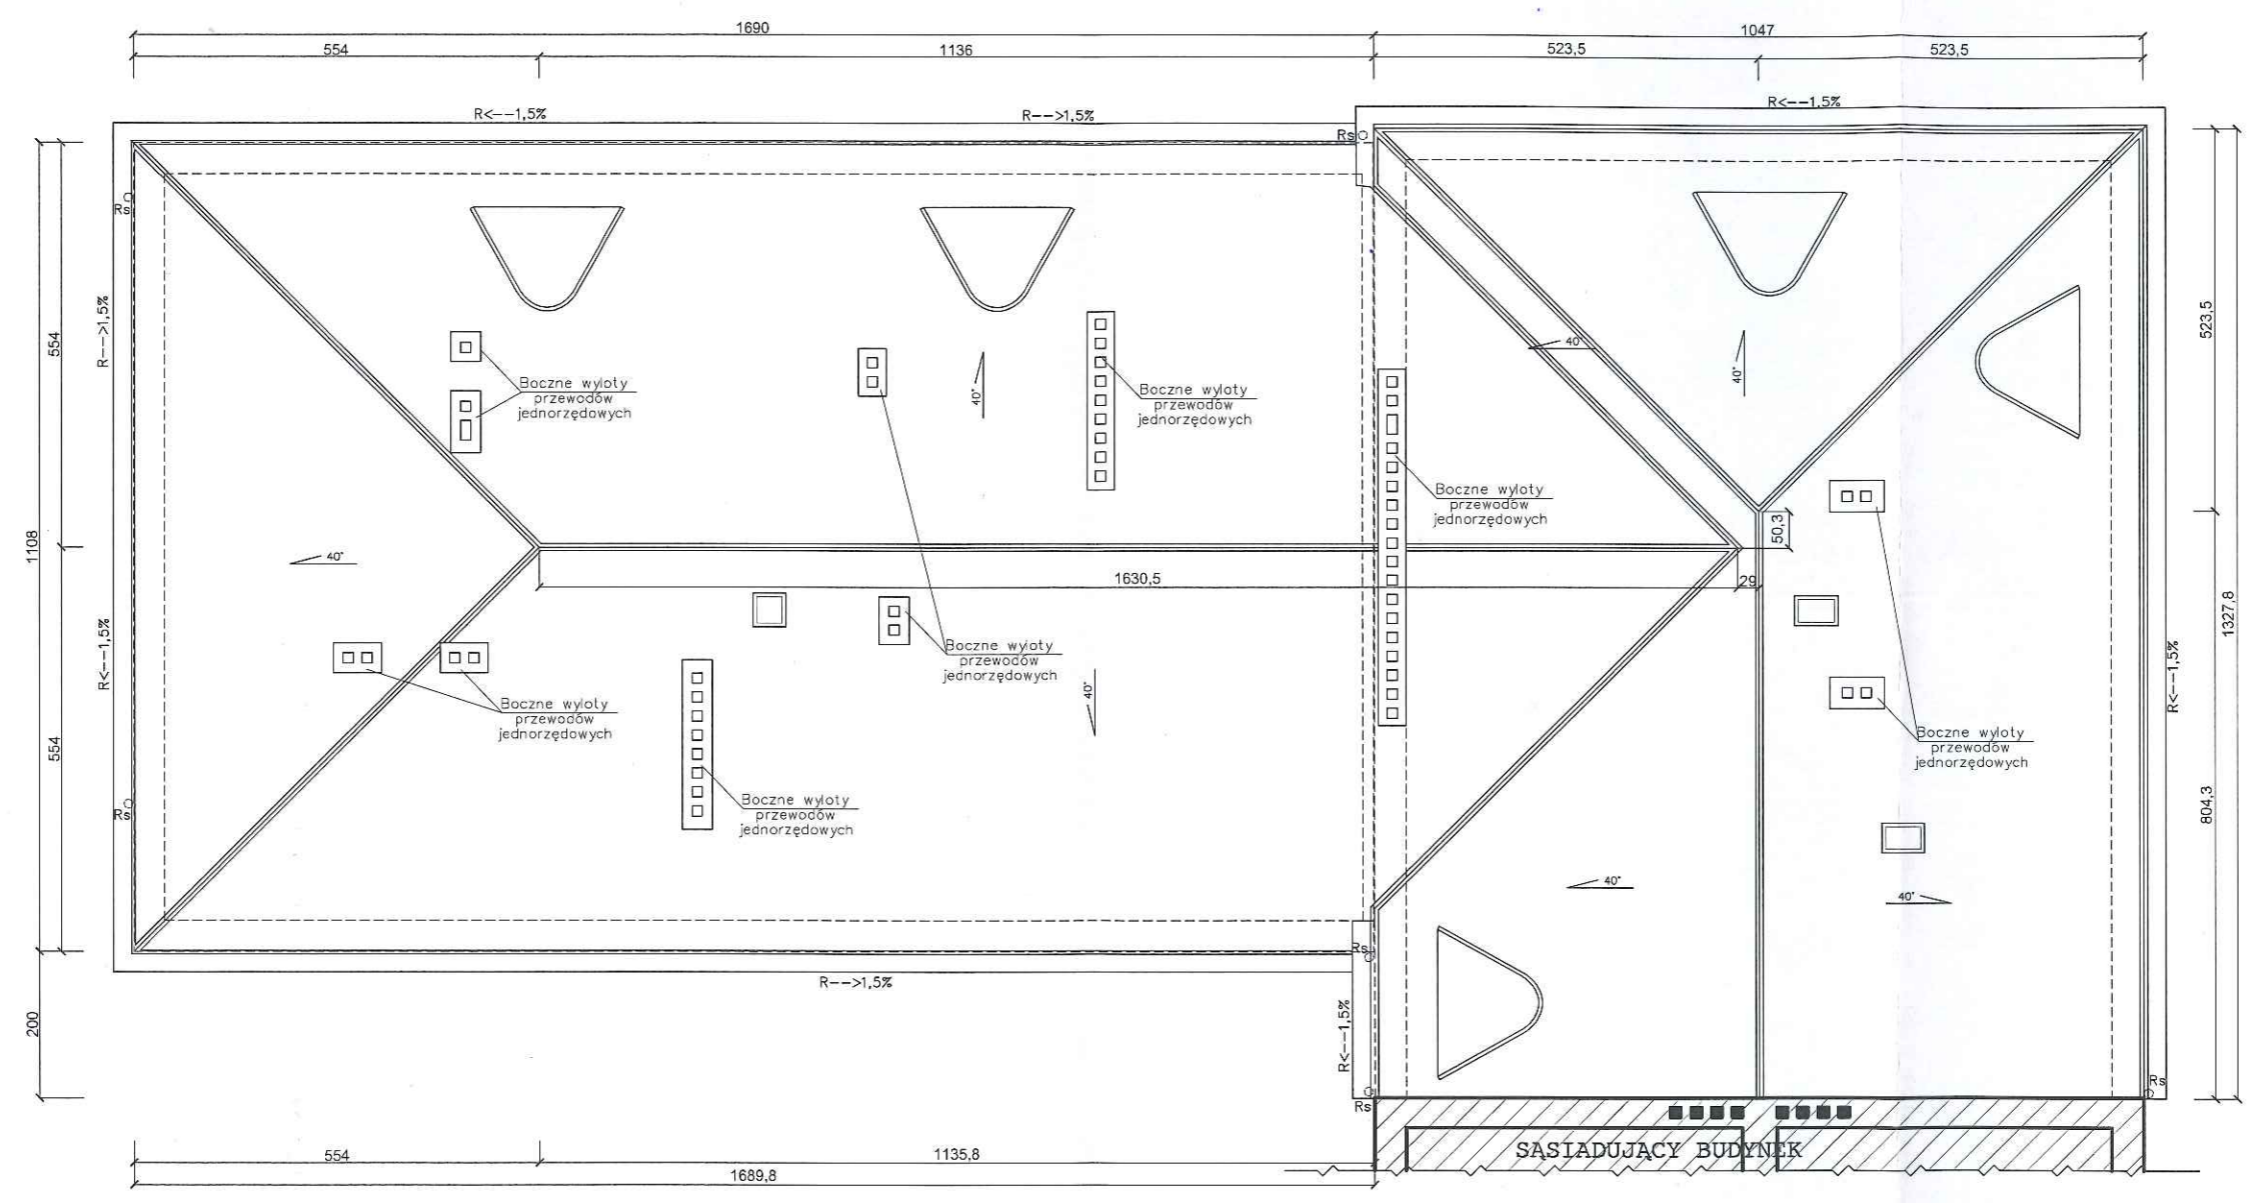 1690
1047
554
1136
523,5
523,5
R<--1,5%
R-->1,5%
R<--1,5%
Rs
Rs
R-->1,5%
554
1108
40°
Boczne wyloty
przewodów
jednorzędowych
40°
Boczne wyloty
przewodów
jednorzędowych
40°
Boczne wyloty
przewodów
jednorzędowych
40°
523,5
50,3
1630,5
29
1327,8
R<--1,5%
554
Boczne wyloty
przewodów
jednorzędowych
Boczne wyloty
przewodów
jednorzędowych
40°
Boczne wyloty
przewodów
jednorzędowych
R<--1,5%
804,3
Rs
Boczne wyloty
przewodów
jednorzędowych
40°
40°
Rs
R-->1,5%
200
R<--1,5%
Rs
Rs
SĄSIADUJĄCY BUDYNEK
554
1135,8
1689,8